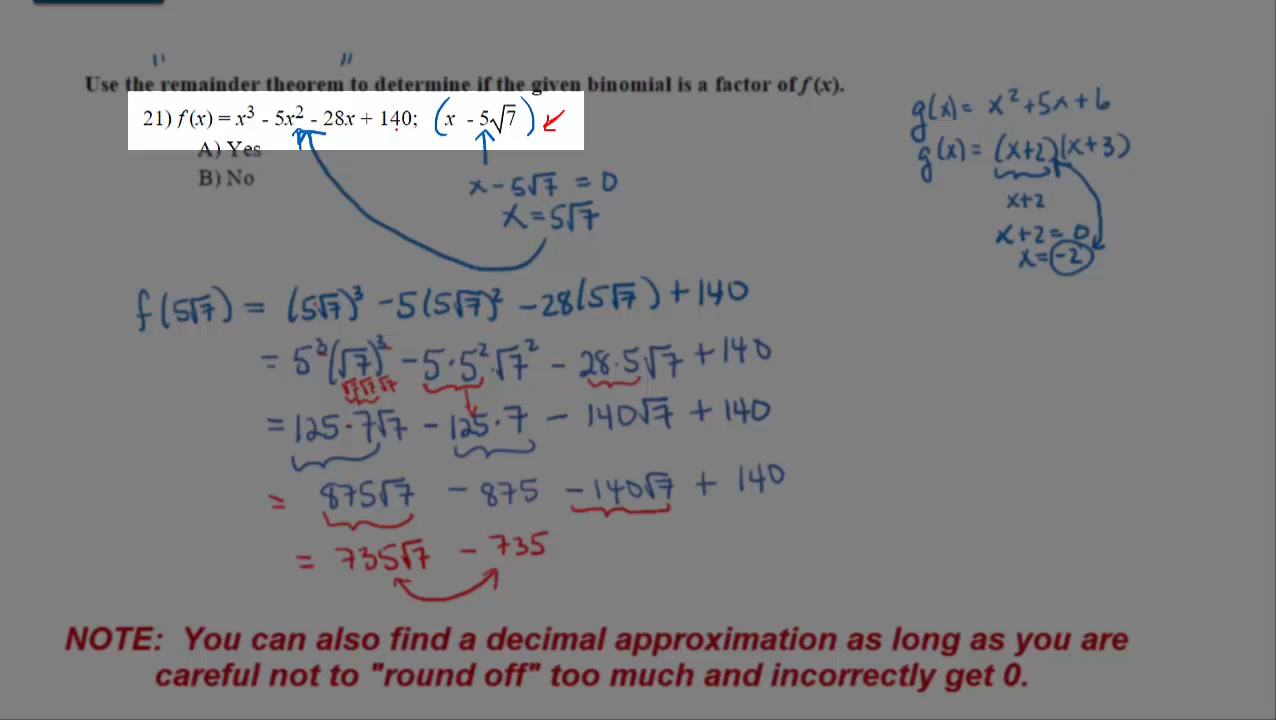 Use the remainder theorem to determine if the given binomial is a factor of f(x).
21) f(x) = x³ - 5x² - 28x + 140; (x - 5√7)
A) Yes
B) No
x - 5√7 = 0
x = 5√7
g(x) = x² + 5x + 6
g(x) = (x+2)(x+3)
x+2
x+2 = 0
x = -2
f(5√7) = (5√7)³ - 5(5√7)² - 28(5√7) + 140
= 5³(√7)³ - 5·5²·√7² - 28·5√7 + 140
√7√7√7
= 125·7√7 - 125·7 - 140√7 + 140
= 875√7 - 875 - 140√7 + 140
= 735√7 - 735
NOTE: You can also find a decimal approximation as long as you are
careful not to "round off" too much and incorrectly get 0.